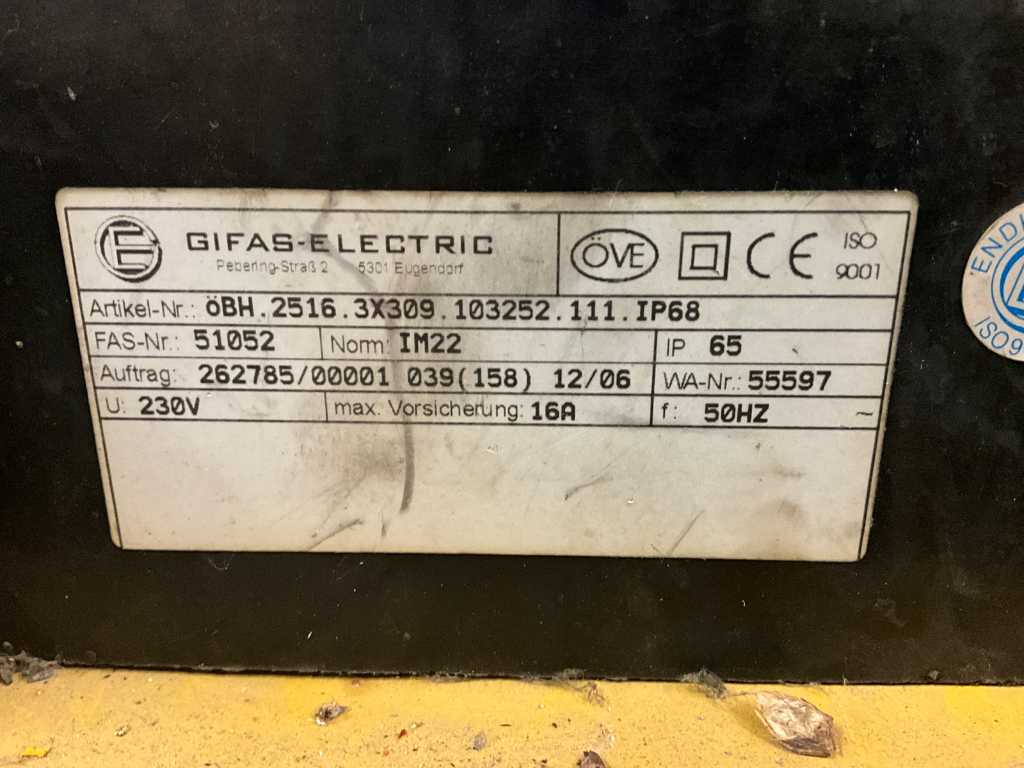 GIFAS-ELECTRIC
Pebering-Straß 2 5301 Eugendorf
ÖVE CE ISO 9001
Artikel-Nr.: öBH.2516.3X309.103252.111.IP68
FAS-Nr.: 51052 Norm: IM22 IP 65
Auftrag: 262785/00001 039(158) 12/06 WA-Nr.: 55597
U: 230V max. Vorsicherung: 16A f: 50HZ ~